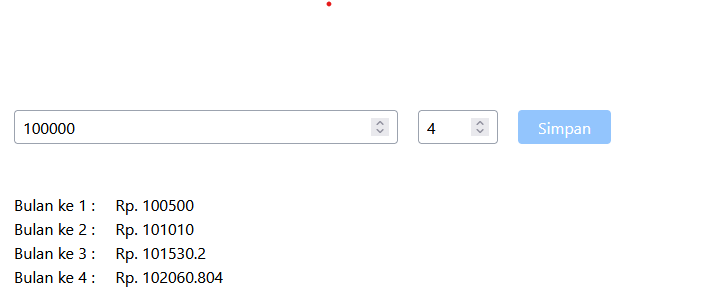 100000 4 Simpan
Bulan ke 1 : Rp. 100500
Bulan ke 2 : Rp. 101010
Bulan ke 3 : Rp. 101530.2
Bulan ke 4 : Rp. 102060.804